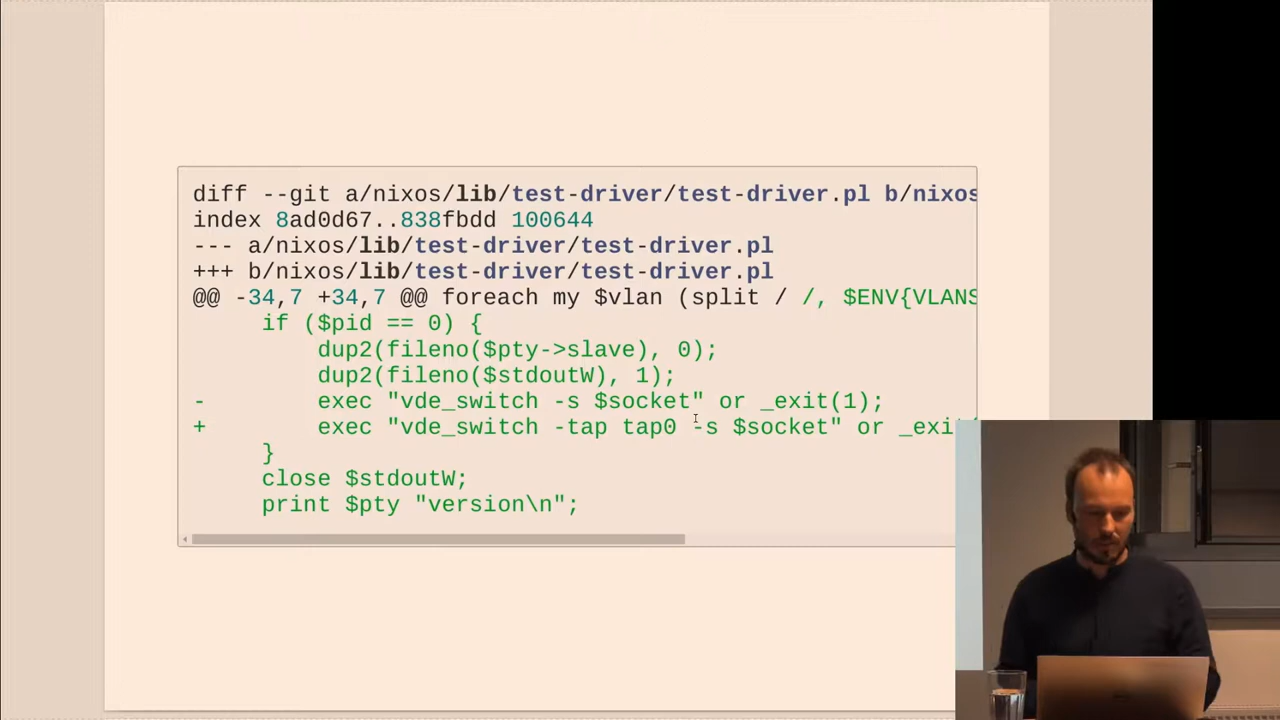 diff --git a/nixos/lib/test-driver/test-driver.pl b/nixos
index 8ad0d67..838fbdd 100644
--- a/nixos/lib/test-driver/test-driver.pl
+++ b/nixos/lib/test-driver/test-driver.pl
@@ -34,7 +34,7 @@ foreach my $vlan (split / /, $ENV{VLANS
if ($pid == 0) {
dup2(fileno($pty->slave), 0);
dup2(fileno($stdoutW), 1);
- exec "vde_switch -s $socket" or _exit(1);
+ exec "vde_switch -tap tap0 -s $socket" or _exi
}
close $stdoutW;
print $pty "version\n";